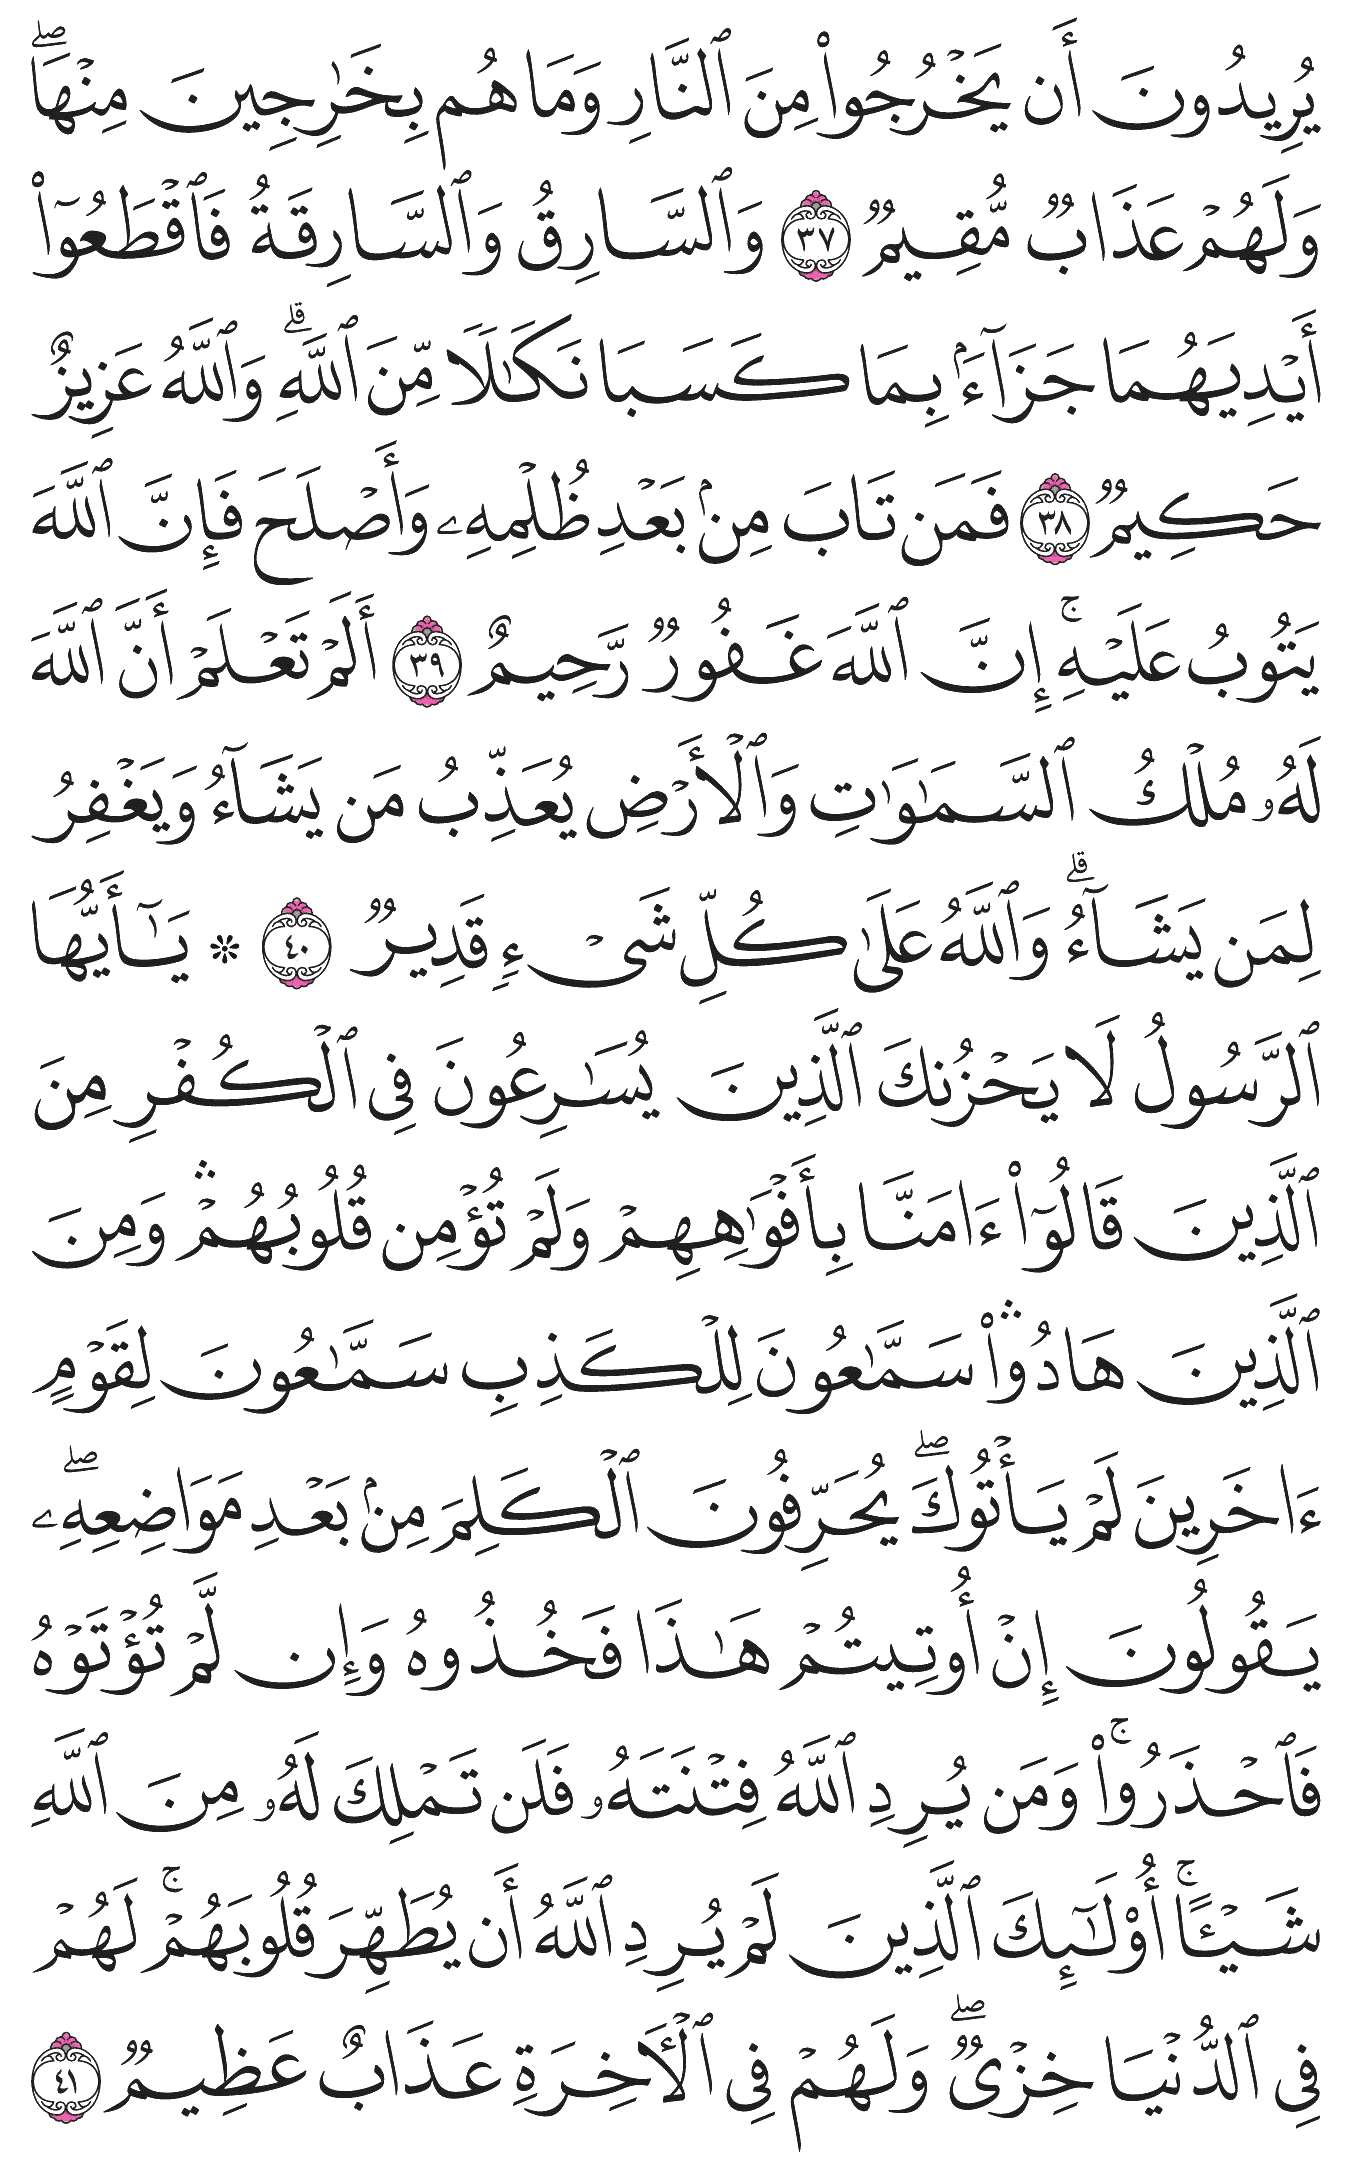 يُرِيدُونَ أَن يَخۡرُجُواْ مِنَ ٱلنَّارِ وَمَا هُم بِخَٰرِجِينَ مِنۡهَاۖ
وَلَهُمۡ عَذَابٞ مُّقِيمٞ ٣٧ وَٱلسَّارِقُ وَٱلسَّارِقَةُ فَٱقۡطَعُوٓاْ
أَيۡدِيَهُمَا جَزَآءَۢ بِمَا كَسَبَا نَكَٰلٗا مِّنَ ٱللَّهِۗ وَٱللَّهُ عَزِيزٌ
حَكِيمٞ ٣٨ فَمَن تَابَ مِنۢ بَعۡدِ ظُلۡمِهِۦ وَأَصۡلَحَ فَإِنَّ ٱللَّهَ
يَتُوبُ عَلَيۡهِۚ إِنَّ ٱللَّهَ غَفُورٞ رَّحِيمٌ ٣٩ أَلَمۡ تَعۡلَمۡ أَنَّ ٱللَّهَ
لَهُۥ مُلۡكُ ٱلسَّمَٰوَٰتِ وَٱلۡأَرۡضِ يُعَذِّبُ مَن يَشَآءُ وَيَغۡفِرُ
لِمَن يَشَآءُۗ وَٱللَّهُ عَلَىٰ كُلِّ شَيۡءٖ قَدِيرٞ ٤٠ ۞ يَٰٓأَيُّهَا
ٱلرَّسُولُ لَا يَحۡزُنكَ ٱلَّذِينَ يُسَٰرِعُونَ فِي ٱلۡكُفۡرِ مِنَ
ٱلَّذِينَ قَالُوٓاْ ءَامَنَّا بِأَفۡوَٰهِهِمۡ وَلَمۡ تُؤۡمِن قُلُوبُهُمۡۛ وَمِنَ
ٱلَّذِينَ هَادُواْۛ سَمَّٰعُونَ لِلۡكَذِبِ سَمَّٰعُونَ لِقَوۡمٍ
ءَاخَرِينَ لَمۡ يَأۡتُوكَۖ يُحَرِّفُونَ ٱلۡكَلِمَ مِنۢ بَعۡدِ مَوَاضِعِهِۦۖ
يَقُولُونَ إِنۡ أُوتِيتُمۡ هَٰذَا فَخُذُوهُ وَإِن لَّمۡ تُؤۡتَوۡهُ
فَٱحۡذَرُواْۚ وَمَن يُرِدِ ٱللَّهُ فِتۡنَتَهُۥ فَلَن تَمۡلِكَ لَهُۥ مِنَ ٱللَّهِ
شَيۡـًٔاۚ أُوْلَٰٓئِكَ ٱلَّذِينَ لَمۡ يُرِدِ ٱللَّهُ أَن يُطَهِّرَ قُلُوبَهُمۡۚ لَهُمۡ
فِي ٱلدُّنۡيَا خِزۡيٞۖ وَلَهُمۡ فِي ٱلۡأٓخِرَةِ عَذَابٌ عَظِيمٞ ٤١